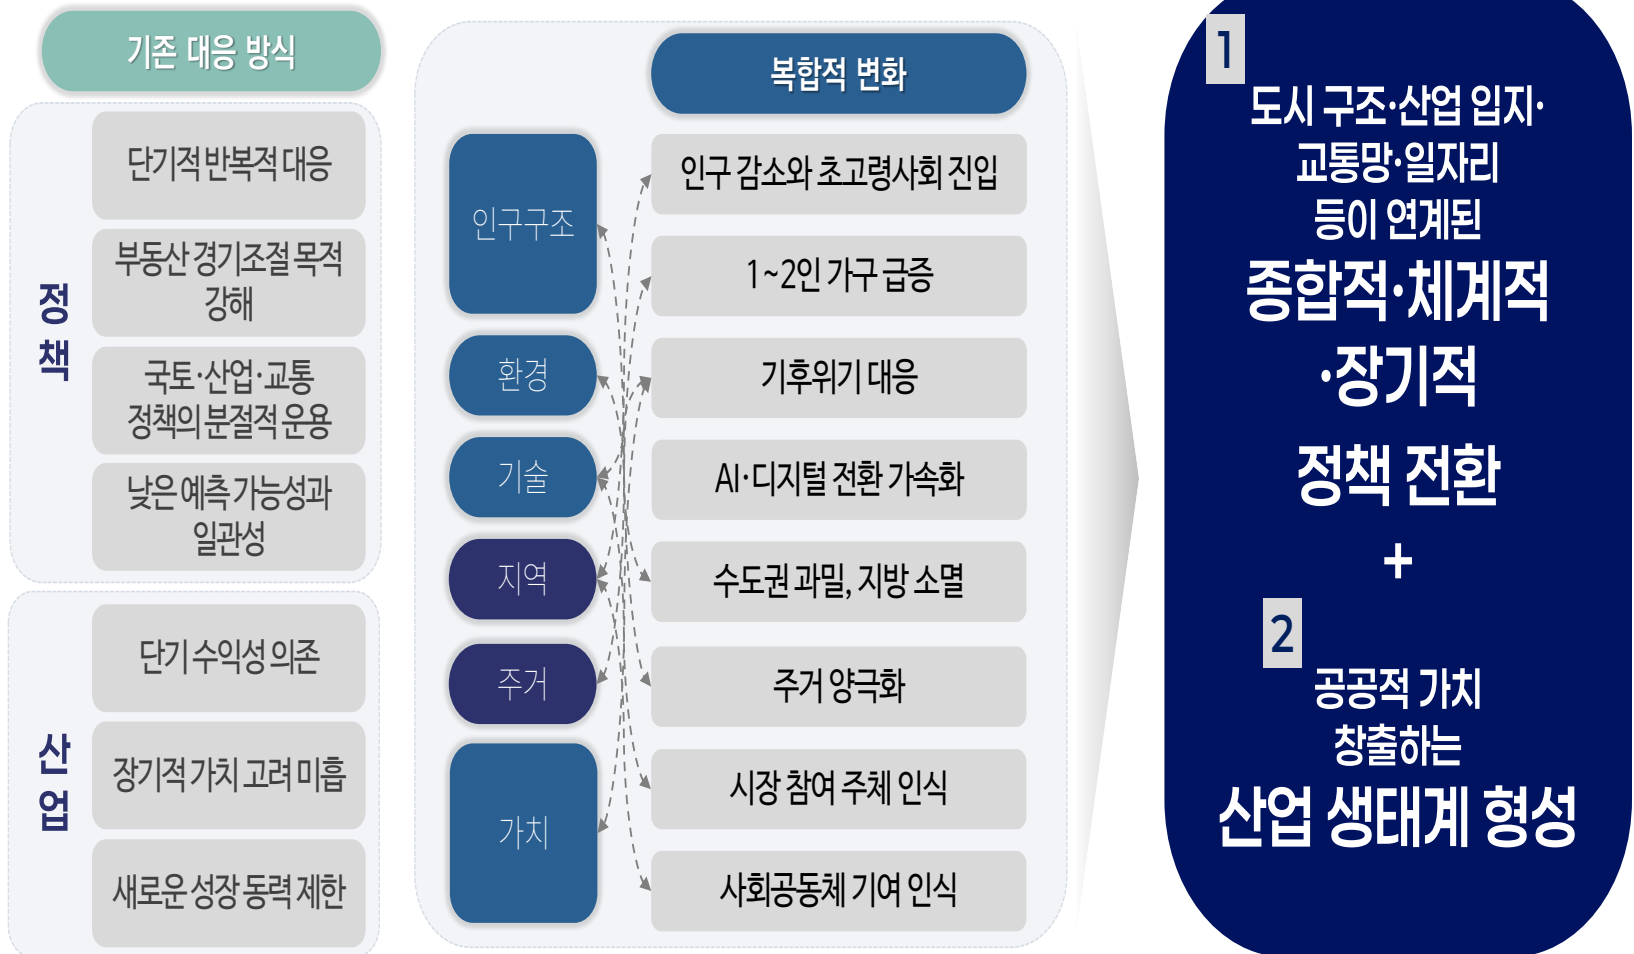 기존 대응 방식
정
책
단기적 반복적 대응
부동산 경기조절 목적
강해
국토·산업·교통
정책의 분절적 운용
낮은 예측 가능성과
일관성
산
업
단기 수익성 의존
장기적 가치 고려 미흡
새로운 성장 동력 제한
복합적 변화
인구구조
환경
기술
지역
주거
가치
인구 감소와 초고령사회 진입
1~2인 가구 급증
기후위기 대응
AI·디지털 전환 가속화
수도권 과밀, 지방 소멸
주거 양극화
시장 참여 주체 인식
사회공동체 기여 인식
1
도시 구조·산업 입지·
교통망·일자리
등이 연계된
종합적·체계적
·장기적
정책 전환
+
2
공공적 가치
창출하는
산업 생태계 형성